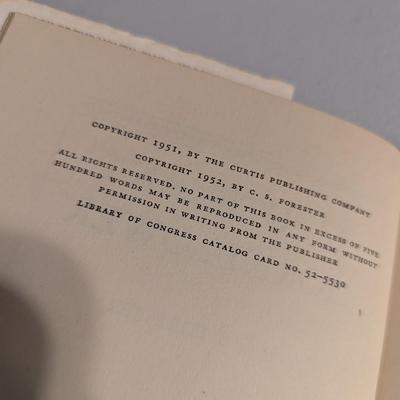 COPYRIGHT 1951, BY THE CURTIS PUBLISHING COMPANY
COPYRIGHT 1952, BY C. S. FORESTER
ALL RIGHTS RESERVED. NO PART OF THIS BOOK IN EXCESS OF FIVE
HUNDRED WORDS MAY BE REPRODUCED IN ANY FORM WITHOUT
PERMISSION IN WRITING FROM THE PUBLISHER
LIBRARY OF CONGRESS CATALOG CARD NO. 52-5530